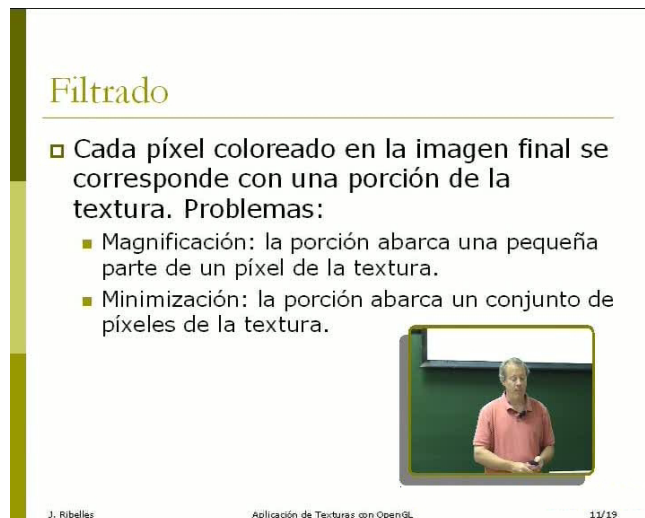 Filtrado
Cada píxel coloreado en la imagen final se
corresponde con una porción de la
textura. Problemas:
Magnificación: la porción abarca una pequeña
parte de un píxel de la textura.
Minimización: la porción abarca un conjunto de
píxeles de la textura.
J. Ribelles
Aplicación de Texturas con OpenGL
11/19